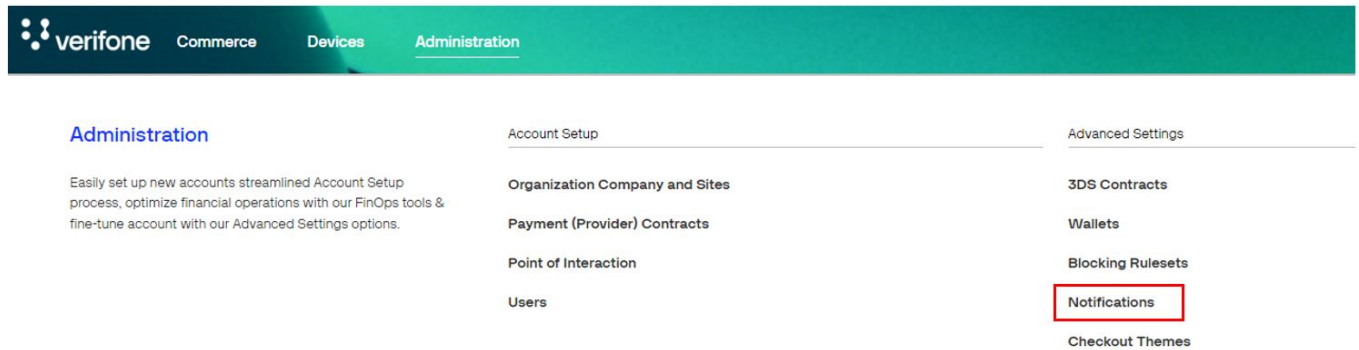 verifone Commerce Devices Administration
Administration
Easily set up new accounts streamlined Account Setup
process, optimize financial operations with our FinOps tools &
fine-tune account with our Advanced Settings options.
Account Setup
Organization Company and Sites
Payment (Provider) Contracts
Point of Interaction
Users
Advanced Settings
3DS Contracts
Wallets
Blocking Rulesets
Notifications
Checkout Themes